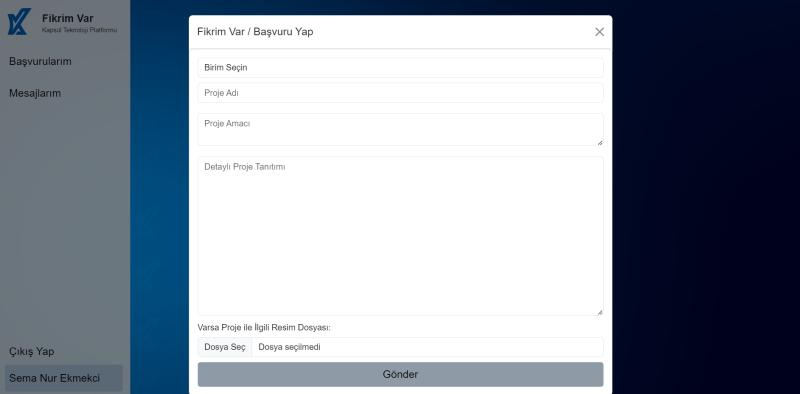 Fikrim Var
Kapsül Teknoloji Platformu
Başvurularım
Mesajlarım
Çıkış Yap
Sema Nur Ekmekci
Fikrim Var / Başvuru Yap
Birim Seçin
Proje Adı
Proje Amacı
Detaylı Proje Tanıtımı
Varsa Proje ile İlgili Resim Dosyası:
Dosya Seç Dosya seçilmedi
Gönder